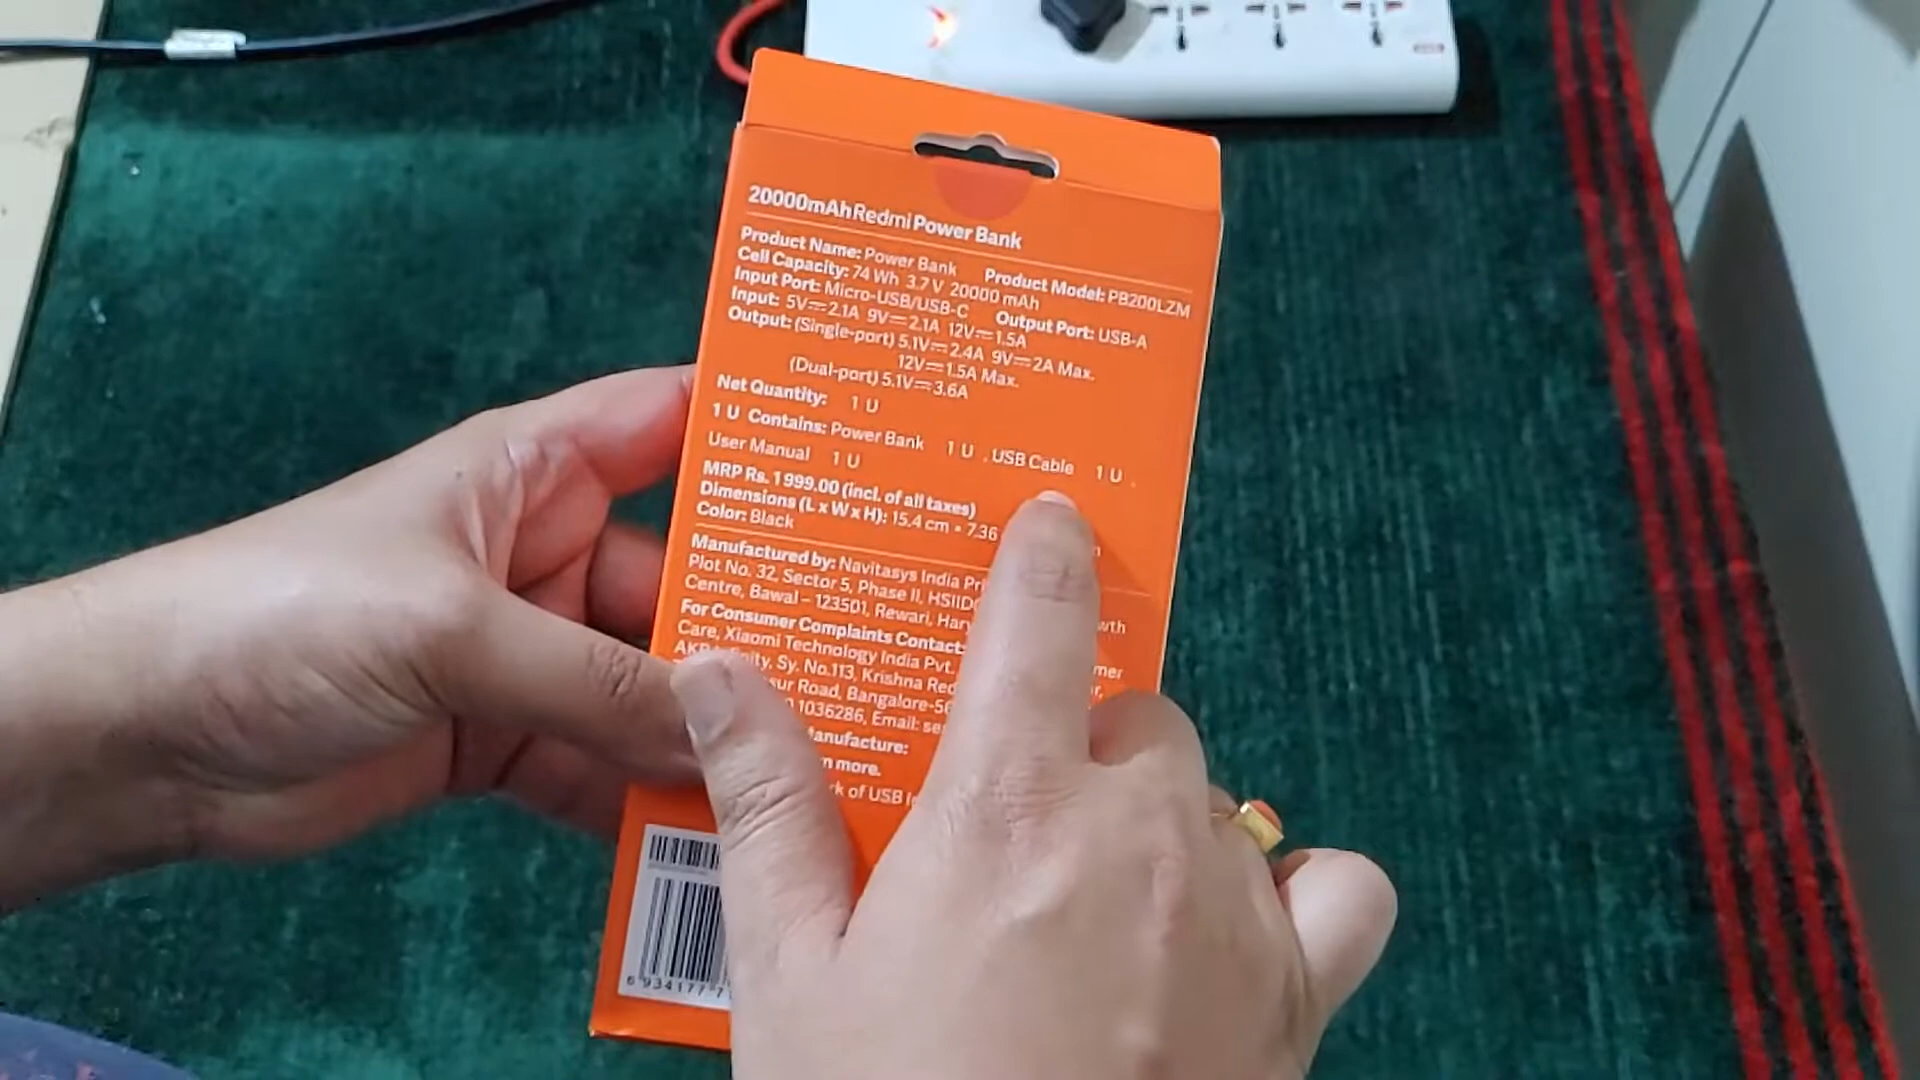 20000mAh Redmi Power Bank
Product Name: Power Bank Product Model: PB200LZM
Cell Capacity: 74 Wh 3.7 V 20000 mAh
Input Port: Micro-USB/USB-C Output Port: USB-A
Input: 5V⎓2.1A 9V⎓2.1A 12V⎓1.5A
Output: (Single-port) 5.1V⎓2.4A 9V⎓2A Max.
12V⎓1.5A Max.
(Dual-port) 5.1V⎓3.6A
Net Quantity: 1 U
1 U Contains: Power Bank 1 U , USB Cable 1 U ,
User Manual 1 U
MRP Rs. 1 999.00 (incl. of all taxes)
Dimensions (L x W x H): 15.4 cm * 7.36
Color: Black
Manufactured by: Navitasys India
Plot No. 32, Sector 5, Phase II,
Centre, Bawal – 123501, Rewari,
For Consumer Complaints Contact:
Care, Xiaomi Technology India Pvt.
Sy. No.113, Krishna
Road, Bangalore-
1036286, Email:
Manufacture:
more.
of USB
6 934177